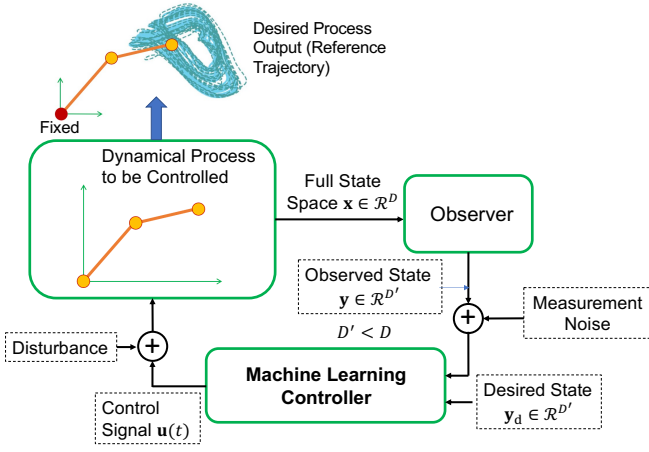 Desired Process
Output (Reference
Trajectory)
Fixed
Dynamical Process
to be Controlled
Full State
Space 𝐱 ∈ ℛ^D
Observer
Observed State
𝐲 ∈ ℛ^D′
+
Measurement
Noise
D′ < D
Disturbance
+
Machine Learning
Controller
Control
Signal 𝐮(t)
Desired State
𝐲_d ∈ ℛ^D′